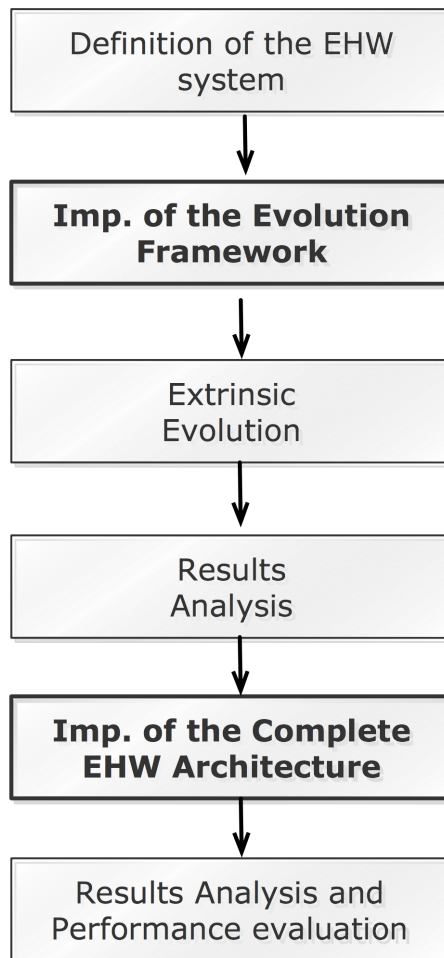 Definition of the EHW
system
Imp. of the Evolution
Framework
Extrinsic
Evolution
Results
Analysis
Imp. of the Complete
EHW Architecture
Results Analysis and
Performance evaluation